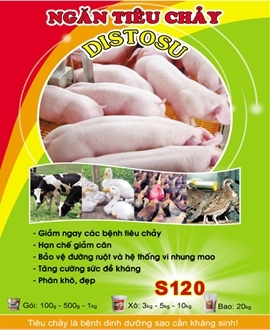 NGĂN TIÊU CHẢY
DISTOSU
- Giảm ngay các bệnh tiêu chảy
- Hạn chế giảm cân
- Bảo vệ đường ruột và hệ thống vi nhung mao
- Tăng cường sức đề kháng
- Phân khô, đẹp
S120
Gói: 100g - 500g - 1kg
Xô: 3kg - 5kg - 10kg
Bao: 20kg
Tiêu chảy là bệnh dinh dưỡng sao cần kháng sinh!